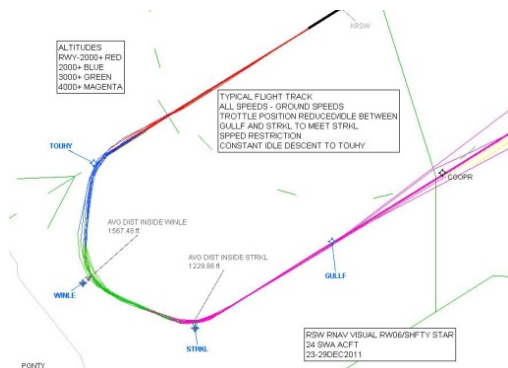 KRSW
ALTITUDES
RWY-2000+ RED
2000+ BLUE
3000+ GREEN
4000+ MAGENTA
TYPICAL FLIGHT TRACK
ALL SPEEDS - GROUND SPEEDS
TROTTLE POSITION REDUCED/IDLE BETWEEN
GULLF AND STRKL TO MEET STRKL
SPPED RESTRICTION.
CONSTANT IDLE DESCENT TO TOUHY
TOUHY
COOPR
AVG DIST INSIDE WINLE
1567.48 ft
AVG DIST INSIDE STRKL
1229.86 ft
GULLF
WINLE
STRKL
RSW RNAV VISUAL RW06/SHFTY STAR
24 SWA ACFT
23-29DEC2011
PONTY